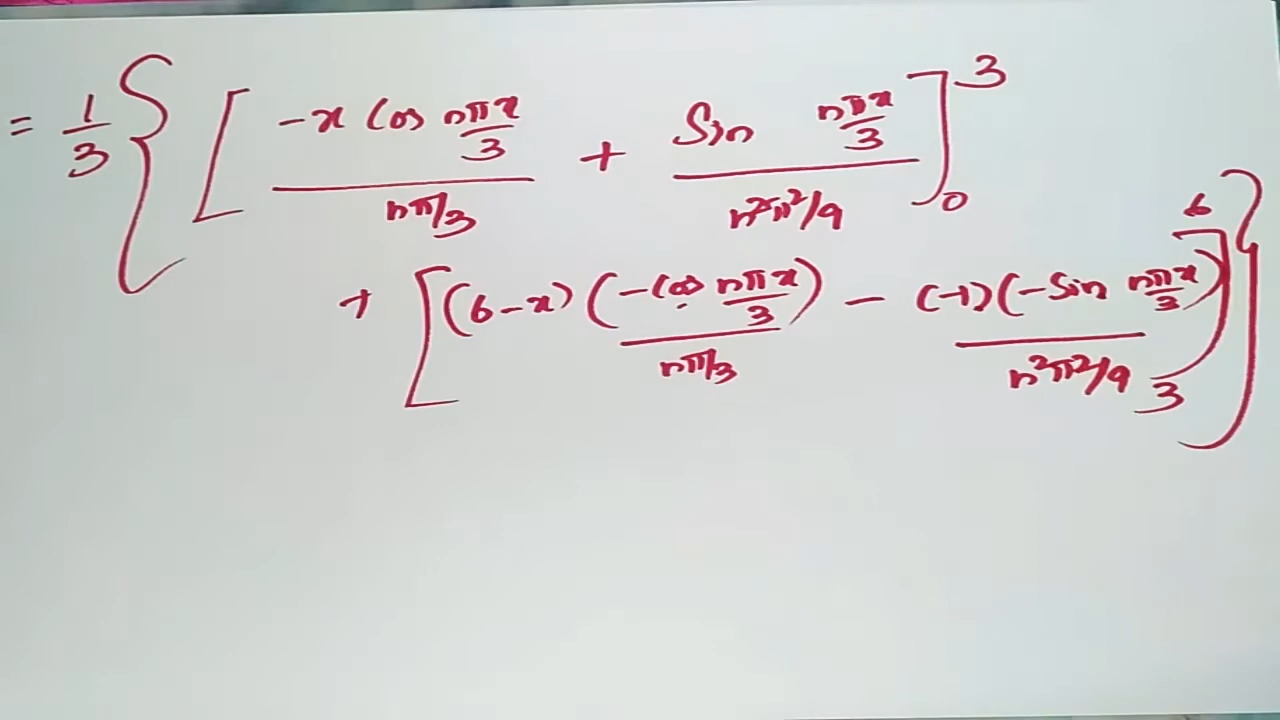 = 1/3 { [ -x Cos nπx/3 / nπ/3 + Sin nπx/3 / n²π²/9 ]₀³
+ [ (6-x) (-Cos nπx/3) / nπ/3 - (-1)(-Sin nπx/3) / n²π²/9 ]₃⁶ }